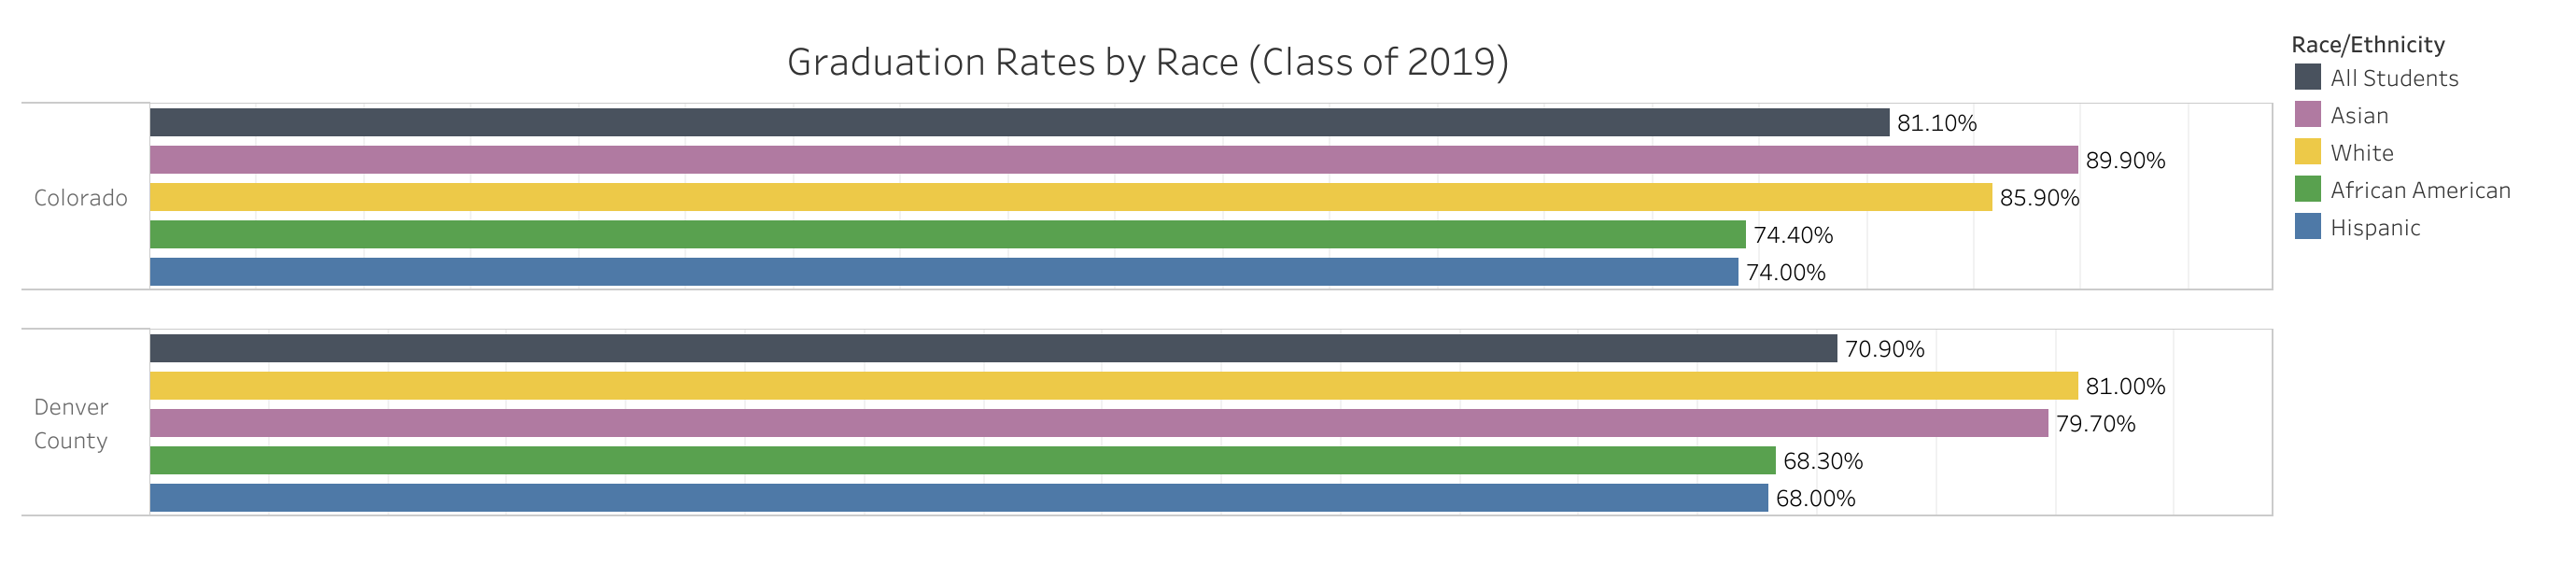 Graduation Rates by Race (Class of 2019)
Race/Ethnicity
All Students
Asian
White
African American
Hispanic
Colorado
81.10%
89.90%
85.90%
74.40%
74.00%
Denver
County
70.90%
81.00%
79.70%
68.30%
68.00%